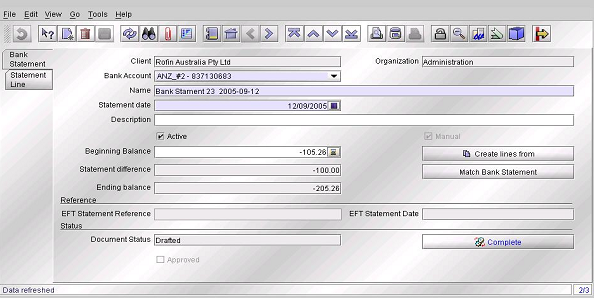 File Edit View Go Tools Help
Bank Statement
Statement Line
Client Rofin Australia Pty Ltd Organization Administration
Bank Account ANZ_#2 - 837130683
Name Bank Stament 23 2005-09-12
Statement date 12/09/2005
Description
Active Manual
Beginning Balance -105.26 Create lines from
Statement difference -100.00 Match Bank Statement
Ending balance -205.26
Reference
EFT Statement Reference EFT Statement Date
Status
Document Status Drafted Complete
Approved
Data refreshed 2/3